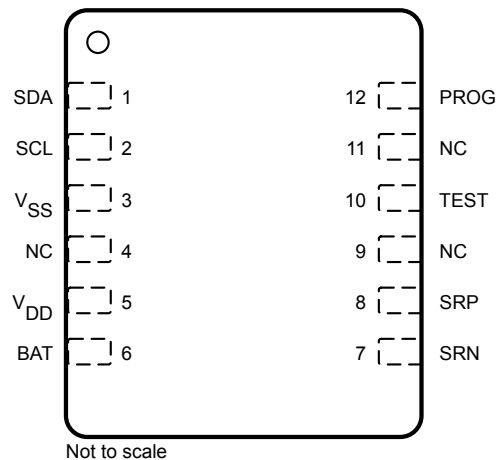 SDA 1 12 PROG
SCL 2 11 NC
VSS 3 10 TEST
NC 4 9 NC
VDD 5 8 SRP
BAT 6 7 SRN
Not to scale